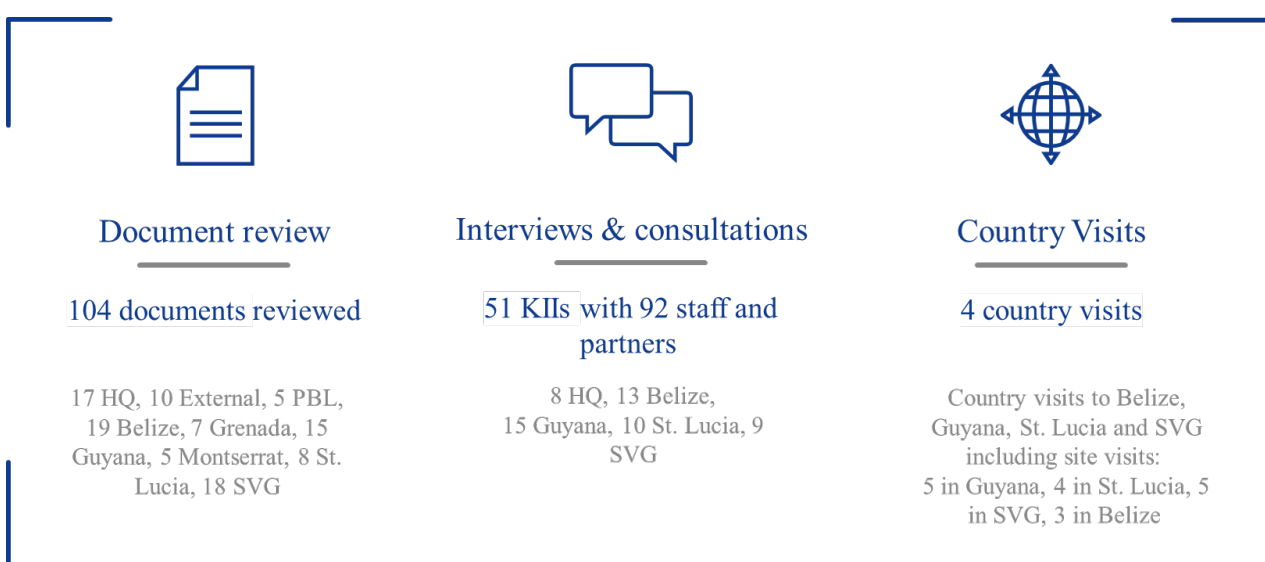 Document review
104 documents reviewed
17 HQ, 10 External, 5 PBL,
19 Belize, 7 Grenada, 15
Guyana, 5 Montserrat, 8 St.
Lucia, 18 SVG
Interviews & consultations
51 KIIs with 92 staff and
partners
8 HQ, 13 Belize,
15 Guyana, 10 St. Lucia, 9
SVG
Country Visits
4 country visits
Country visits to Belize,
Guyana, St. Lucia and SVG
including site visits:
5 in Guyana, 4 in St. Lucia, 5
in SVG, 3 in Belize